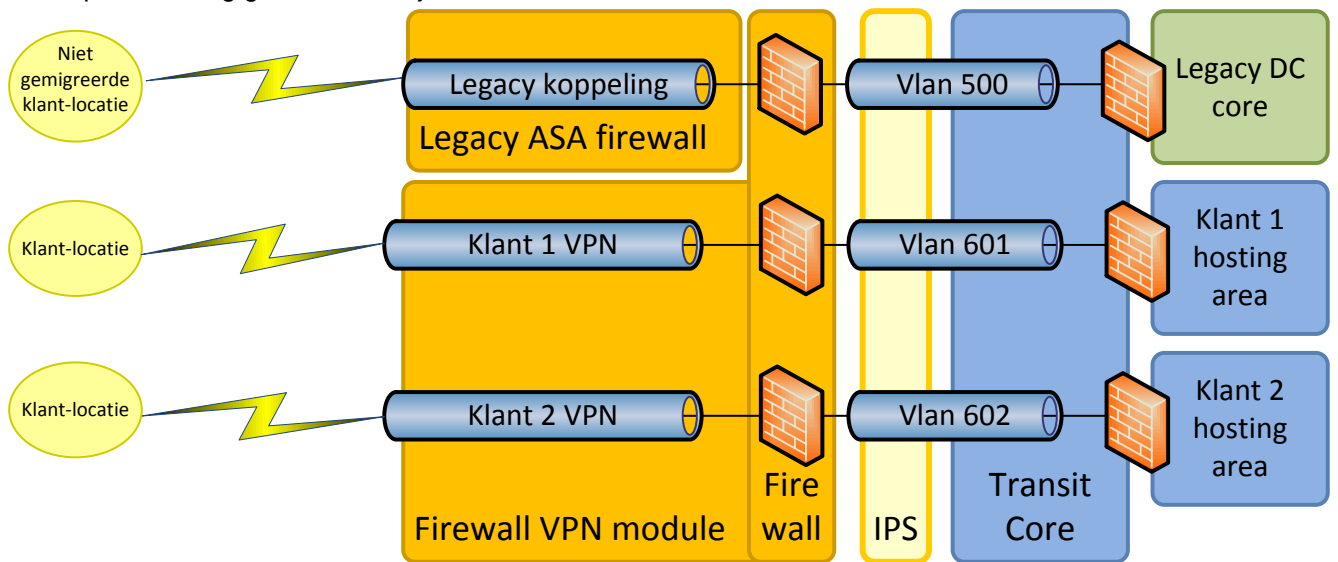 Niet
gemigreerde
klant-locatie
Legacy koppeling
Legacy ASA firewall
Vlan 500
Legacy DC
core
Klant-locatie
Klant 1 VPN
Vlan 601
Klant 1
hosting
area
Klant-locatie
Klant 2 VPN
Vlan 602
Klant 2
hosting
area
Firewall VPN module
Fire
wall
IPS
Transit
Core